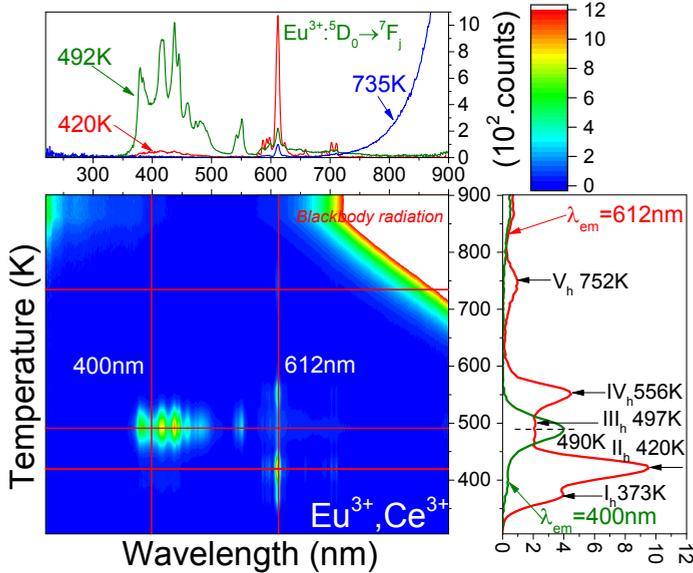 10
8
6
4
2
0
492K
420K
735K
Eu³⁺:⁵D₀→⁷Fⱼ
300 400 500 600 700 800 900
(10².counts)
12
10
8
6
4
2
0
Temperature (K)
Blackbody radiation
400nm
612nm
Eu³⁺,Ce³⁺
Wavelength (nm)
900
800
700
600
500
400
λem=612nm
Vh 752K
IVh 556K
IIIh 497K
490K
IIh 420K
Ih 373K
λem=400nm
0 2 4 6 8 10 12